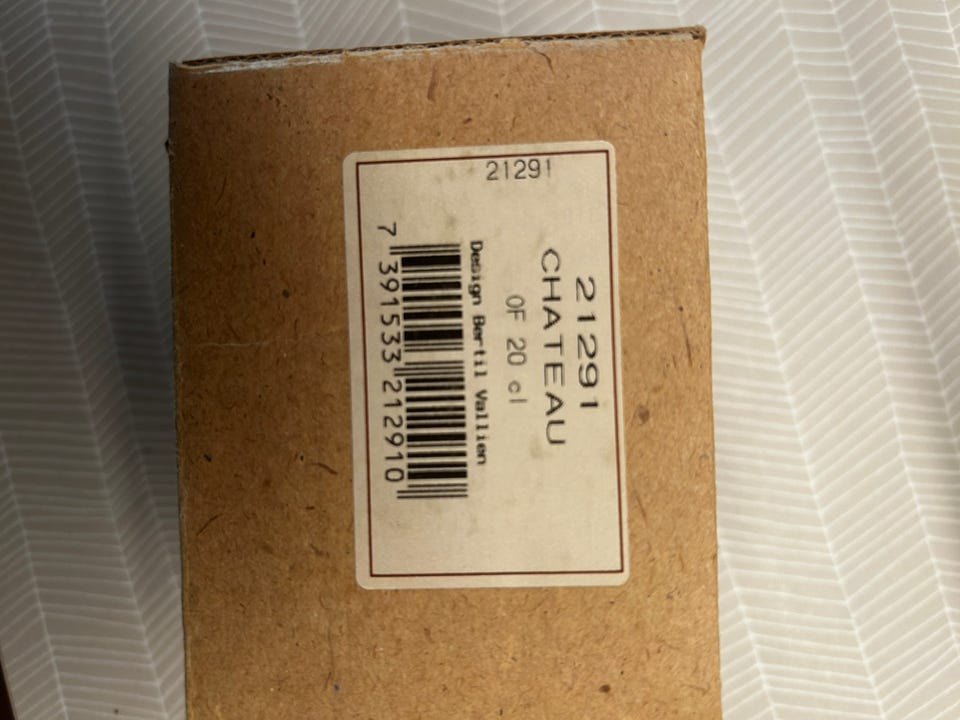 21291
21291
CHATEAU
OF 20 cl
Design Bertil Vallien
7 391533 212910